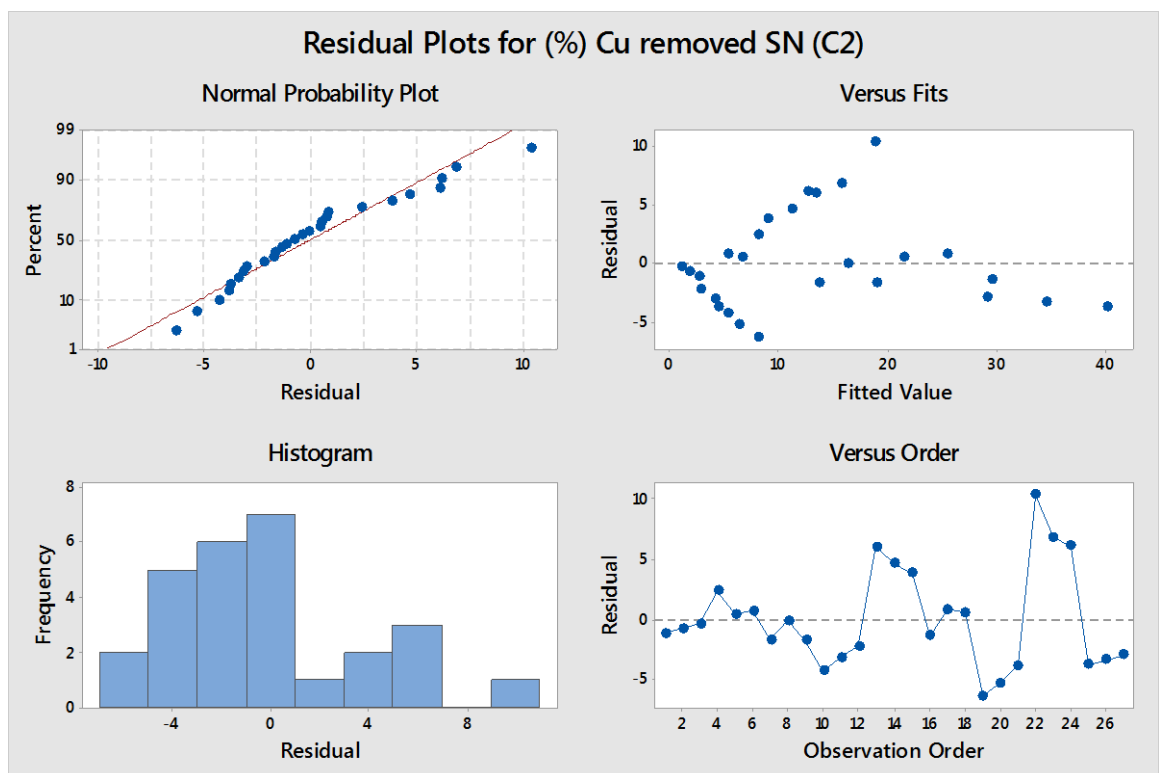 Residual Plots for (%) Cu removed SN (C2)
Normal Probability Plot
99
90
50
10
1
Percent
-10 -5 0 5 10
Residual
Versus Fits
10
5
0
-5
Residual
0 10 20 30 40
Fitted Value
Histogram
8
6
4
2
0
Frequency
-4 0 4 8
Residual
Versus Order
10
5
0
-5
Residual
2 4 6 8 10 12 14 16 18 20 22 24 26
Observation Order